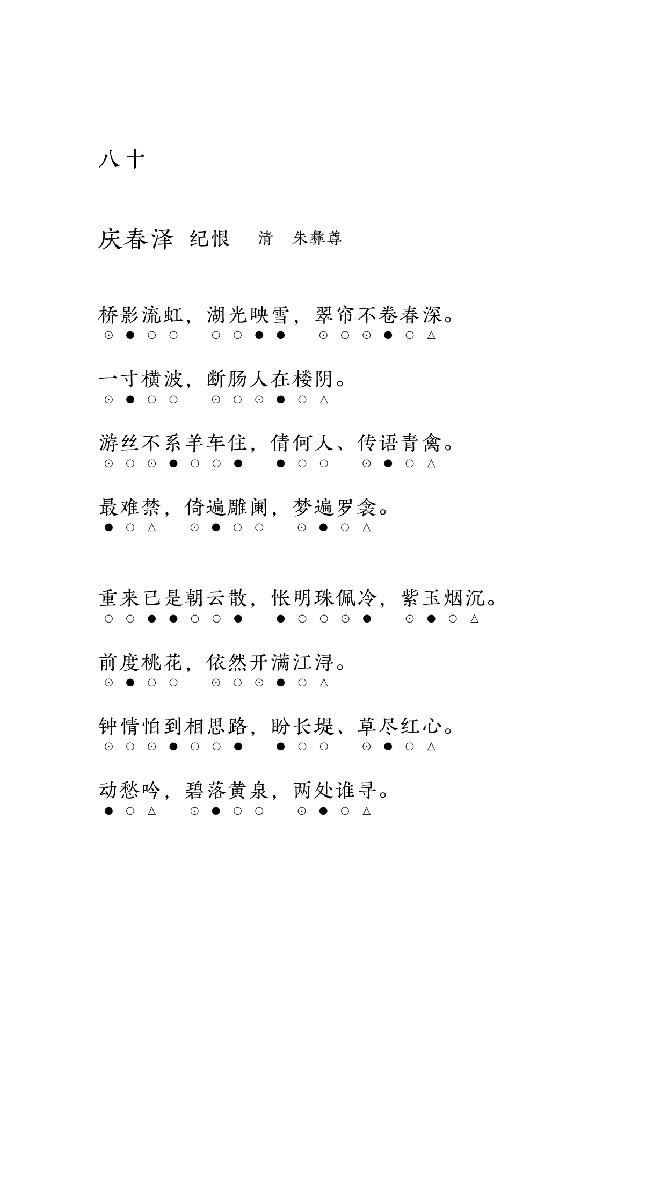 八十
庆春泽 纪恨 清 朱彝尊
桥影流虹，湖光映雪，翠帘不卷春深。
⊙●○○ ○○●● ⊙○⊙●○△
一寸横波，断肠人在楼阴。
⊙●○○ ⊙○⊙●○△
游丝不系羊车住，倩何人、传语青禽。
⊙○⊙●○○● ●○○ ⊙●○△
最难禁，倚遍雕阑，梦遍罗衾。
●○△ ⊙●○○ ⊙●○△
重来已是朝云散，怅明珠佩冷，紫玉烟沉。
○○●●○○● ●○○⊙● ⊙●○△
前度桃花，依然开满江浔。
⊙●○○ ⊙○⊙●○△
钟情怕到相思路，盼长堤、草尽红心。
⊙○⊙●○○● ●○○ ⊙●○△
动愁吟，碧落黄泉，两处谁寻。
●○△ ⊙●○○ ⊙●○△